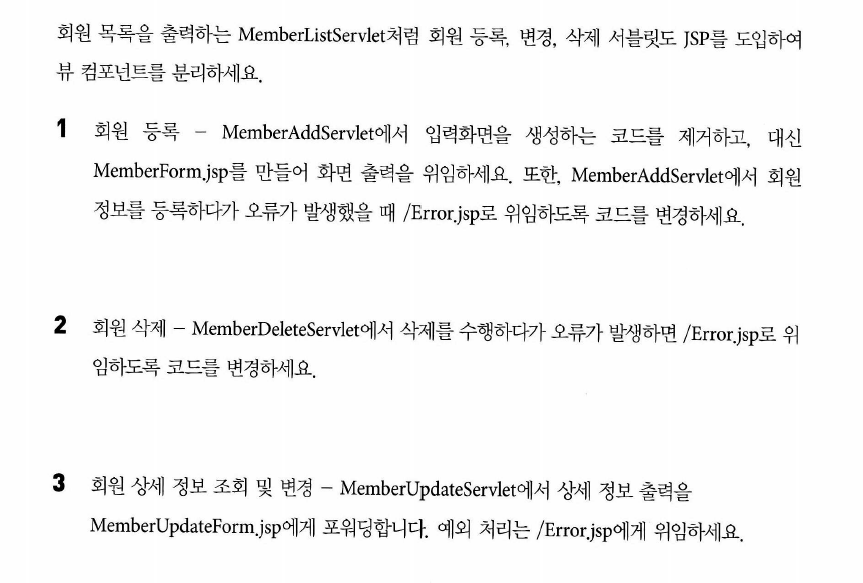 회원 목록을 출력하는 MemberListServlet처럼 회원 등록, 변경, 삭제 서블릿도 JSP를 도입하여
뷰 컴포넌트를 분리하세요.
1 회원 등록 – MemberAddServlet에서 입력화면을 생성하는 코드를 제거하고, 대신
MemberForm.jsp를 만들어 화면 출력을 위임하세요. 또한, MemberAddServlet에서 회원
정보를 등록하다가 오류가 발생했을 때 /Error.jsp로 위임하도록 코드를 변경하세요.
2 회원 삭제 – MemberDeleteServlet에서 삭제를 수행하다가 오류가 발생하면 /Error.jsp로 위
임하도록 코드를 변경하세요.
3 회원 상세 정보 조회 및 변경 – MemberUpdateServlet에서 상세 정보 출력을
MemberUpdateForm.jsp에게 포워딩합니다. 예외 처리는 /Error.jsp에게 위임하세요.